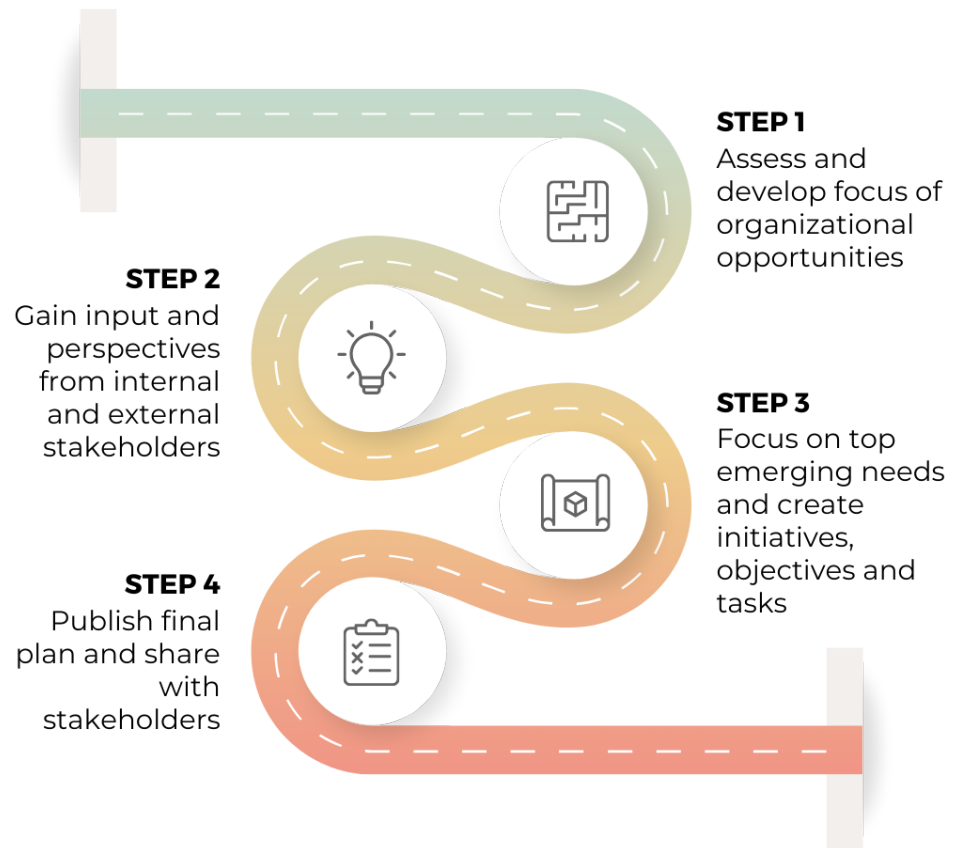 STEP 1
Assess and
develop focus of
organizational
opportunities
STEP 2
Gain input and
perspectives
from internal
and external
stakeholders
STEP 3
Focus on top
emerging needs
and create
initiatives,
objectives and
tasks
STEP 4
Publish final
plan and share
with
stakeholders